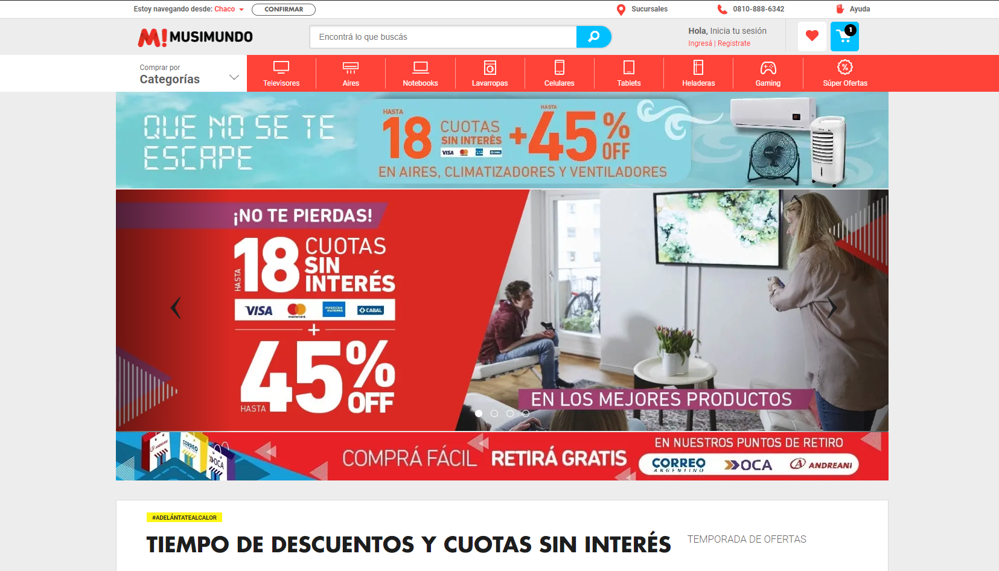 Estoy navegando desde: Chaco
CONFIRMAR
Sucursales
0810-888-6342
Ayuda
M! MUSIMUNDO
Encontrá lo que buscás
Hola, Inicia tu sesión
Ingresá | Registrate
1
Comprar por
Categorías
Televisores
Aires
Notebooks
Lavarropas
Celulares
Tablets
Heladeras
Gaming
%
Súper Ofertas
QUE NO SE TE
ESCAPE
HASTA
18 CUOTAS
SIN INTERÉS
VISA
CABAL
HASTA
+45%
OFF
EN AIRES, CLIMATIZADORES Y VENTILADORES
¡NO TE PIERDAS!
HASTA
18 CUOTAS
SIN
INTERÉS
VISA
mastercard.
AMERICAN
EXPRESS
CABAL
+
HASTA
45%
OFF
EN LOS MEJORES PRODUCTOS
ANDREANI
CORREO
OCA
COMPRÁ FÁCIL RETIRÁ GRATIS
EN NUESTROS PUNTOS DE RETIRO
CORREO
ARGENTINO
OCA
ANDREANI
#ADELÁNTATEALCALOR
TIEMPO DE DESCUENTOS Y CUOTAS SIN INTERÉS
TEMPORADA DE OFERTAS